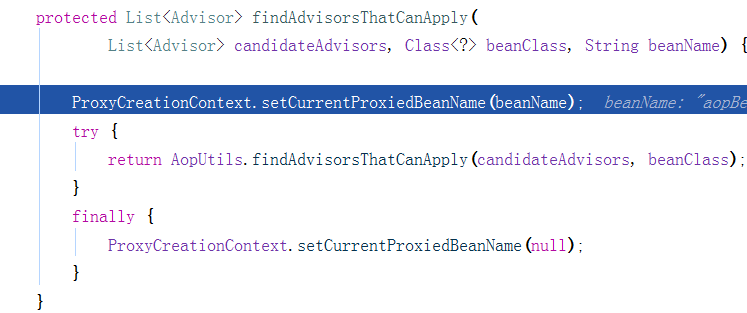 protected List<Advisor> findAdvisorsThatCanApply(
List<Advisor> candidateAdvisors, Class<?> beanClass, String beanName) {
ProxyCreationContext.setCurrentProxiedBeanName(beanName); beanName: "aopBe
try {
return AopUtils.findAdvisorsThatCanApply(candidateAdvisors, beanClass);
}
finally {
ProxyCreationContext.setCurrentProxiedBeanName(null);
}
}